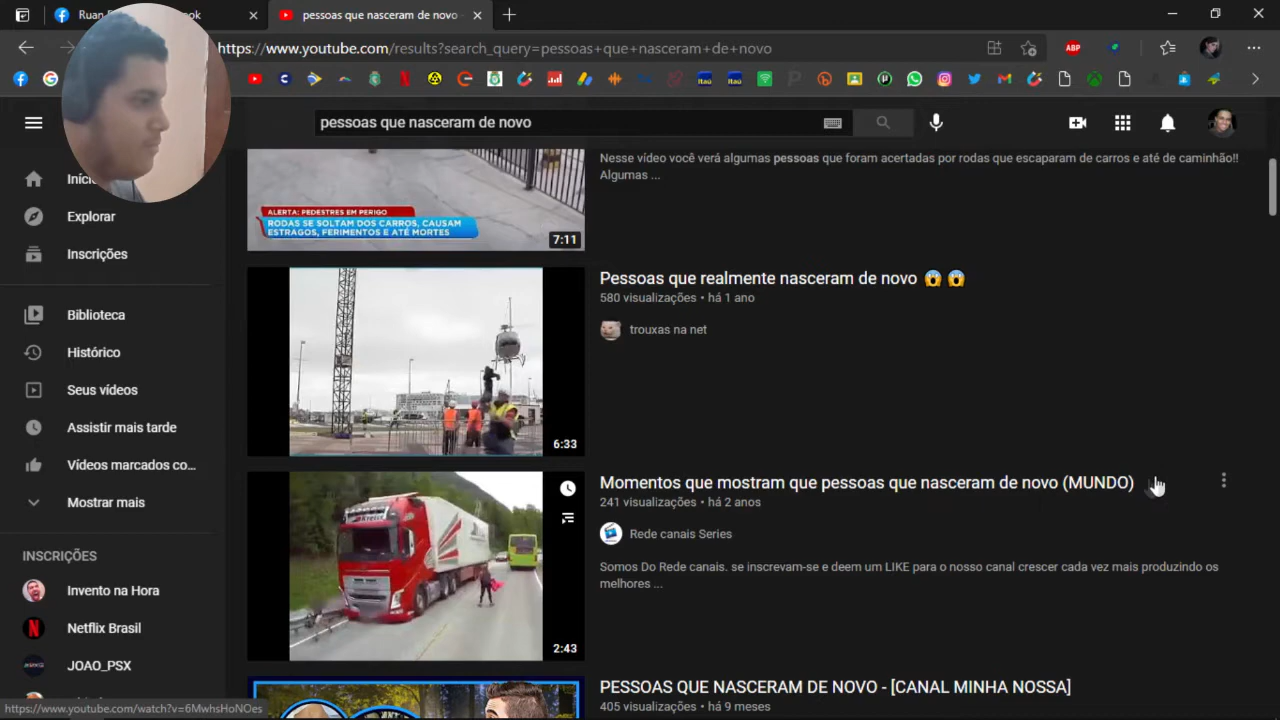 Ruan
ook
pessoas que nasceram de novo
https://www.youtube.com/results?search_query=pessoas+que+nasceram+de+novo
ABP
Itaú
Itaú
pessoas que nasceram de novo
Iníci
Explorar
Inscrições
Biblioteca
Histórico
Seus vídeos
Assistir mais tarde
Vídeos marcados co...
Mostrar mais
INSCRIÇÕES
Invento na Hora
Netflix Brasil
JOAO_PSX
ALERTA: PEDESTRES EM PERIGO
RODAS SE SOLTAM DOS CARROS, CAUSAM
ESTRAGOS, FERIMENTOS E ATÉ MORTES
7:11
Nesse vídeo você verá algumas pessoas que foram acertadas por rodas que escaparam de carros e até de caminhão!!
Algumas ...
6:33
Pessoas que realmente nasceram de novo 😱 😱
580 visualizações • há 1 ano
trouxas na net
2:43
Momentos que mostram que pessoas que nasceram de novo (MUNDO)
241 visualizações • há 2 anos
Rede canais Series
Somos Do Rede canais. se inscrevam-se e deem um LIKE para o nosso canal crescer cada vez mais produzindo os
melhores ...
PESSOAS QUE NASCERAM DE NOVO - [CANAL MINHA NOSSA]
405 visualizações • há 9 meses
https://www.youtube.com/watch?v=6MwhsHoNOes